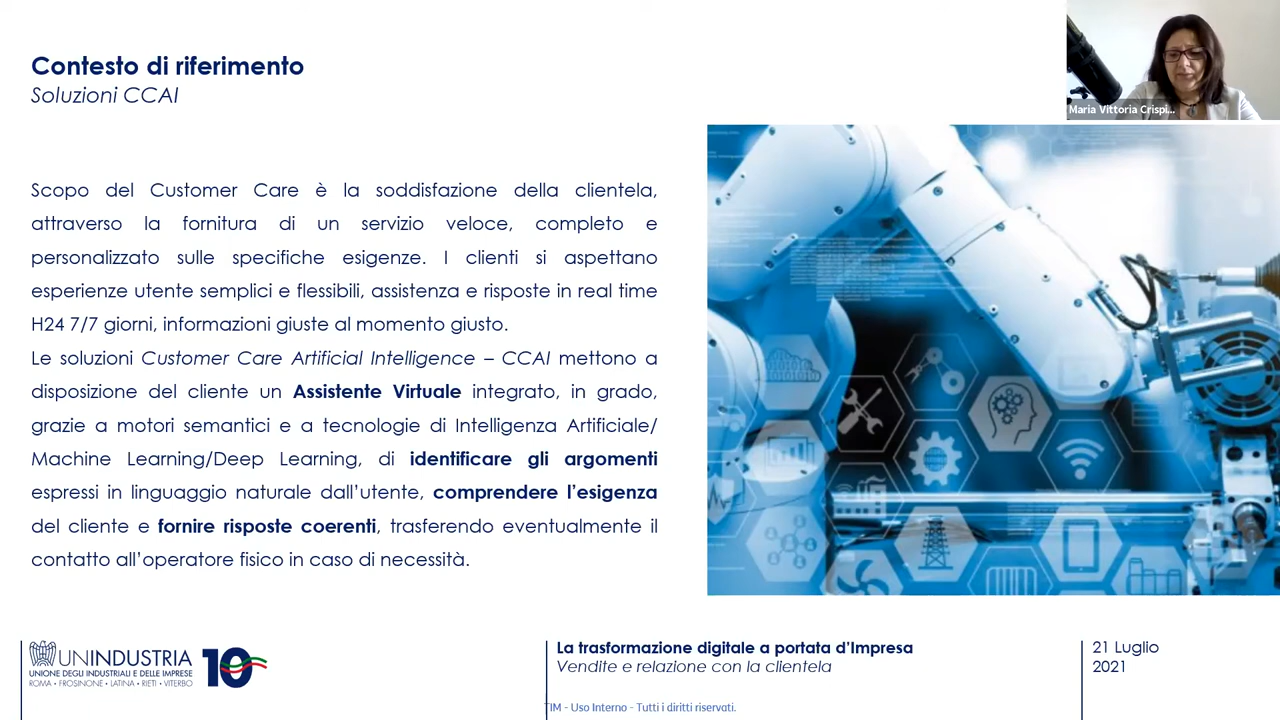 Contesto di riferimento
Soluzioni CCAI
Maria Vittoria Crispi...
Scopo del Customer Care è la soddisfazione della clientela,
attraverso la fornitura di un servizio veloce, completo e
personalizzato sulle specifiche esigenze. I clienti si aspettano
esperienze utente semplici e flessibili, assistenza e risposte in real time
H24 7/7 giorni, informazioni giuste al momento giusto.
Le soluzioni Customer Care Artificial Intelligence – CCAI mettono a
disposizione del cliente un Assistente Virtuale integrato, in grado,
grazie a motori semantici e a tecnologie di Intelligenza Artificiale/
Machine Learning/Deep Learning, di identificare gli argomenti
espressi in linguaggio naturale dall’utente, comprendere l’esigenza
del cliente e fornire risposte coerenti, trasferendo eventualmente il
contatto all’operatore fisico in caso di necessità.
UNINDUSTRIA
UNIONE DEGLI INDUSTRIALI E DELLE IMPRESE
ROMA • FROSINONE • LATINA • RIETI • VITERBO
10
La trasformazione digitale a portata d’Impresa
Vendite e relazione con la clientela
21 Luglio
2021
TIM - Uso Interno - Tutti i diritti riservati.